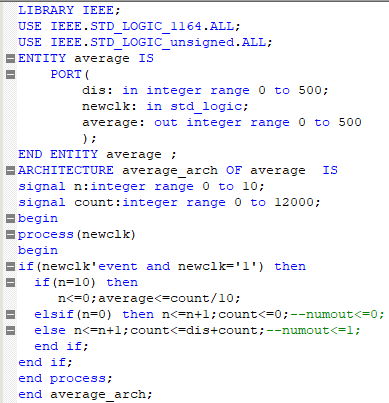 LIBRARY IEEE;
USE IEEE.STD_LOGIC_1164.ALL;
USE IEEE.STD_LOGIC_unsigned.ALL;
ENTITY average IS
PORT(
dis: in integer range 0 to 500;
newclk: in std_logic;
average: out integer range 0 to 500
);
END ENTITY average ;
ARCHITECTURE average_arch OF average  IS
signal n:integer range 0 to 10;
signal count:integer range 0 to 12000;
begin
process(newclk)
begin
if(newclk'event and newclk='1') then
if(n=10) then
n<=0;average<=count/10;
elsif(n=0) then n<=n+1;count<=0;--numout<=0;
else n<=n+1;count<=dis+count;--numout<=1;
end if;
end if;
end process;
end average_arch;